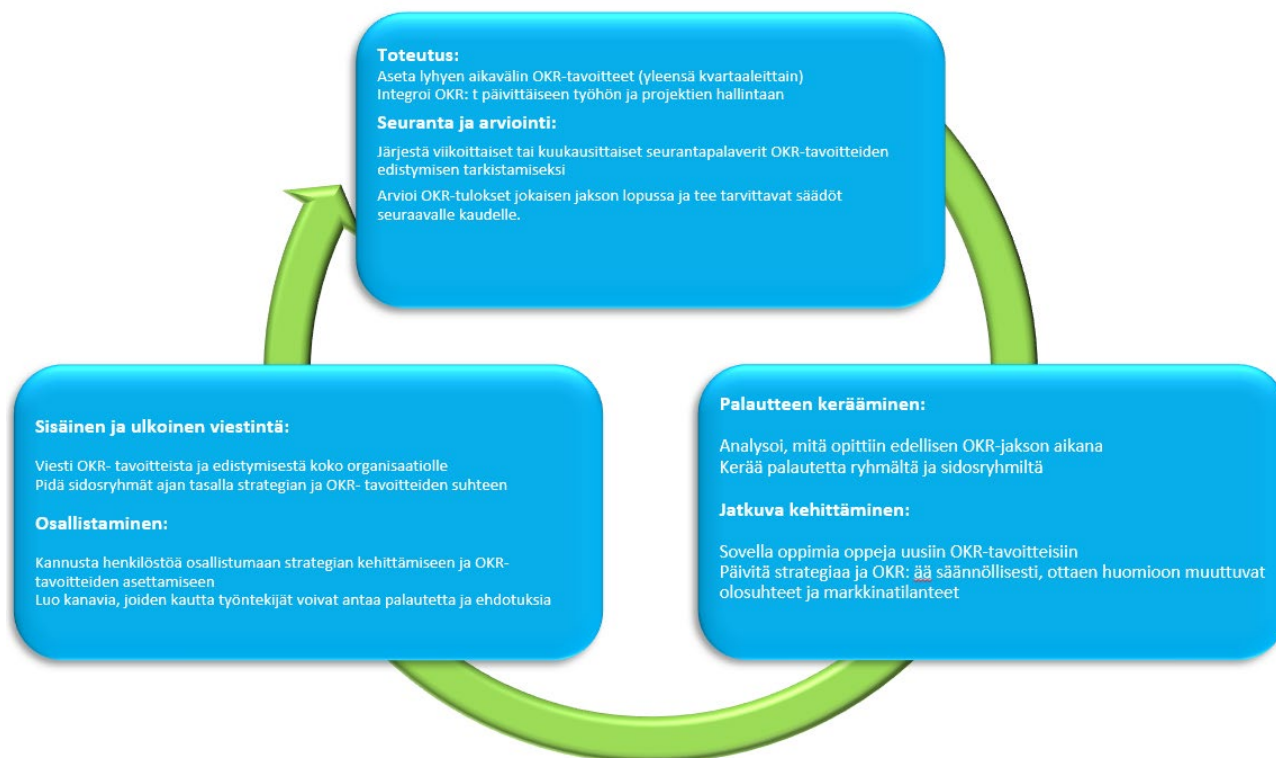 Toteutus:
Aseta lyhyen aikavälin OKR-tavoitteet (yleensä kvartaaleittain)
Integroi OKR: t päivittäiseen työhön ja projektien hallintaan
Seuranta ja arviointi:
Järjestä viikoittaiset tai kuukausittaiset seurantapalaverit OKR-tavoitteiden
edistymisen tarkistamiseksi
Arvioi OKR-tulokset jokaisen jakson lopussa ja tee tarvittavat säädöt
seuraavalle kaudelle.
Sisäinen ja ulkoinen viestintä:
Viesti OKR- tavoitteista ja edistymisestä koko organisaatiolle
Pidä sidosryhmät ajan tasalla strategian ja OKR- tavoitteiden suhteen
Osallistaminen:
Kannusta henkilöstöä osallistumaan strategian kehittämiseen ja OKR-
tavoitteiden asettamiseen
Luo kanavia, joiden kautta työntekijät voivat antaa palautetta ja ehdotuksia
Palautteen kerääminen:
Analysoi, mitä opittiin edellisen OKR-jakson aikana
Kerää palautetta ryhmältä ja sidosryhmiltä
Jatkuva kehittäminen:
Sovella oppimia oppeja uusiin OKR-tavoitteisiin
Päivitä strategiaa ja OKR: ää säännöllisesti, ottaen huomioon muuttuvat
olosuhteet ja markkinatilanteet